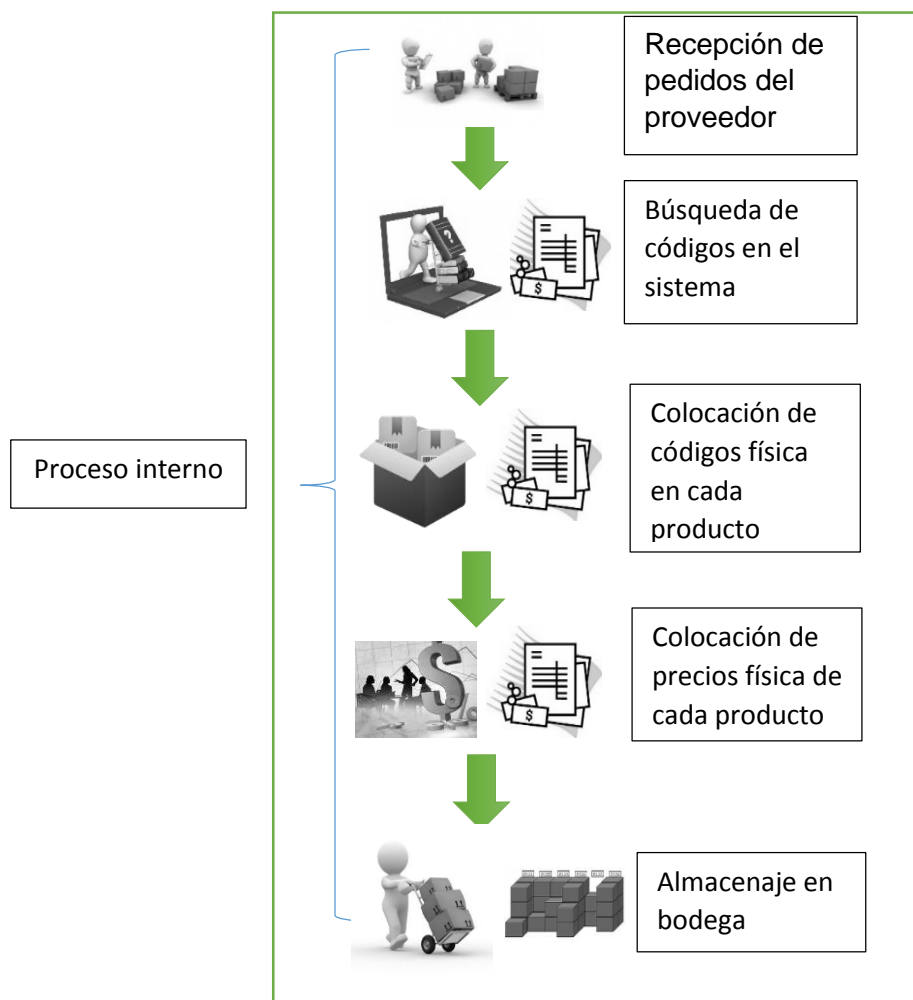 Recepción de
pedidos del
proveedor
Búsqueda de
códigos en el
sistema
Colocación de
códigos física
en cada
producto
Proceso interno
Colocación de
precios física de
cada producto
Almacenaje en
bodega